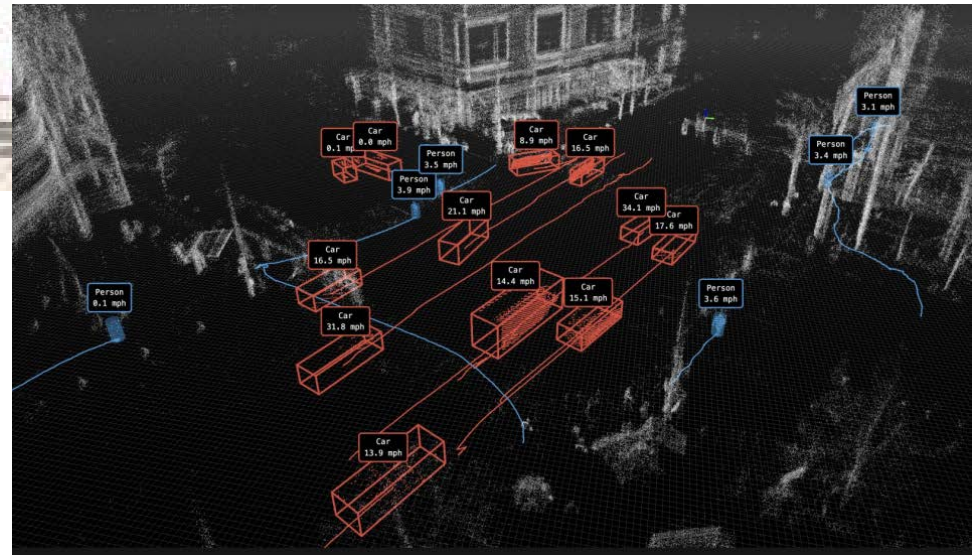 Person
3.1 mph
Car
0.1
Car
0.0 mph
Car
8.9 mph
Car
16.5 mph
Person
3.4 mph
Person
3.5 mph
Person
3.9 mph
Car
21.1 mph
Car
34.1 mph
Car
17.6 mph
Car
16.5 mph
Car
14.4 mph
Car
15.1 mph
Person
0.1 mph
Person
3.6 mph
Car
31.8 mph
Car
13.9 mph